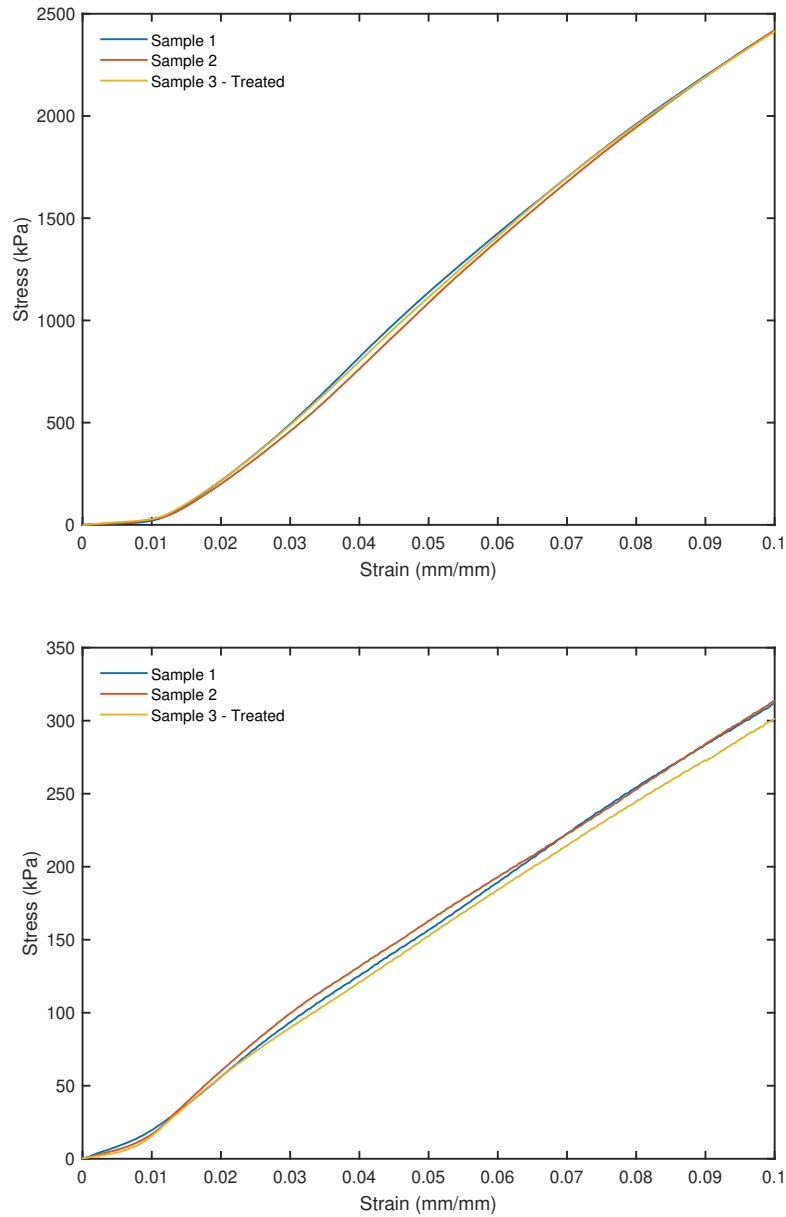 2500
2000
1500
1000
500
0
Stress (kPa)
Sample 1
Sample 2
Sample 3 - Treated
0 0.01 0.02 0.03 0.04 0.05 0.06 0.07 0.08 0.09 0.1
Strain (mm/mm)
350
300
250
200
150
100
50
0
Stress (kPa)
Sample 1
Sample 2
Sample 3 - Treated
0 0.01 0.02 0.03 0.04 0.05 0.06 0.07 0.08 0.09 0.1
Strain (mm/mm)